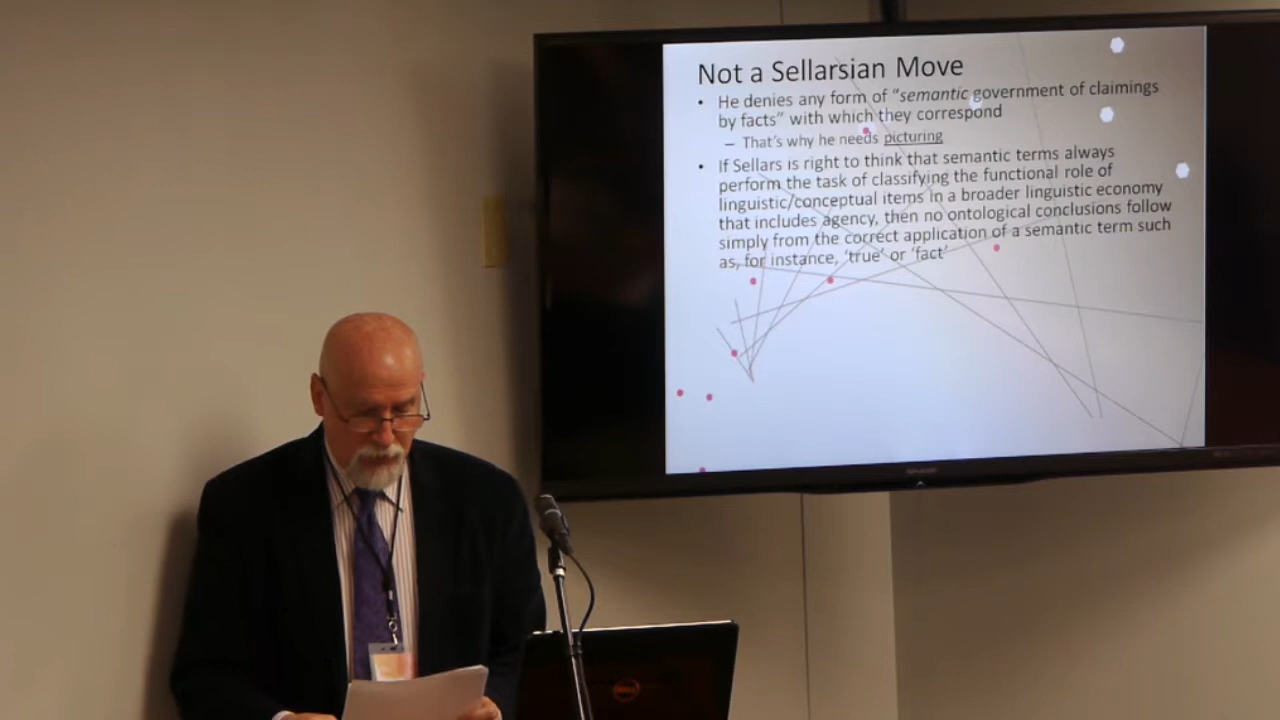 Not a Sellarsian Move
• He denies any form of “semantic government of claimings
by facts” with which they correspond
– That’s why he needs picturing
• If Sellars is right to think that semantic terms always
perform the task of classifying the functional role of
linguistic/conceptual items in a broader linguistic economy
that includes agency, then no ontological conclusions follow
simply from the correct application of a semantic term such
as, for instance, ‘true’ or ‘fact’
SHARP
DELL